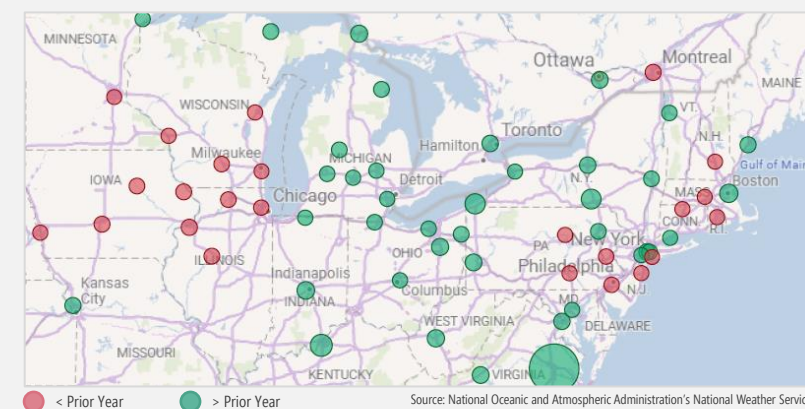 MINNESOTA
Ottawa
Montreal
MAINE
WISCONSIN
VT.
N.H.
Hamilton
Toronto
Milwaukee
MICHIGAN
Gulf of Mai
IOWA
Detroit
N.Y.
MAS
Boston
Chicago
CONN.
R.I.
PA
New York
OHIO
ILLINOIS
Philadelphia
Kansas
City
Indianapolis
Columbus
N.J.
INDIANA
MD.
WEST VIRGINIA
DELAWARE
MISSOURI
KENTUCKY
VIRGINIA
< Prior Year
> Prior Year
Source: National Oceanic and Atmospheric Administration's National Weather Servic